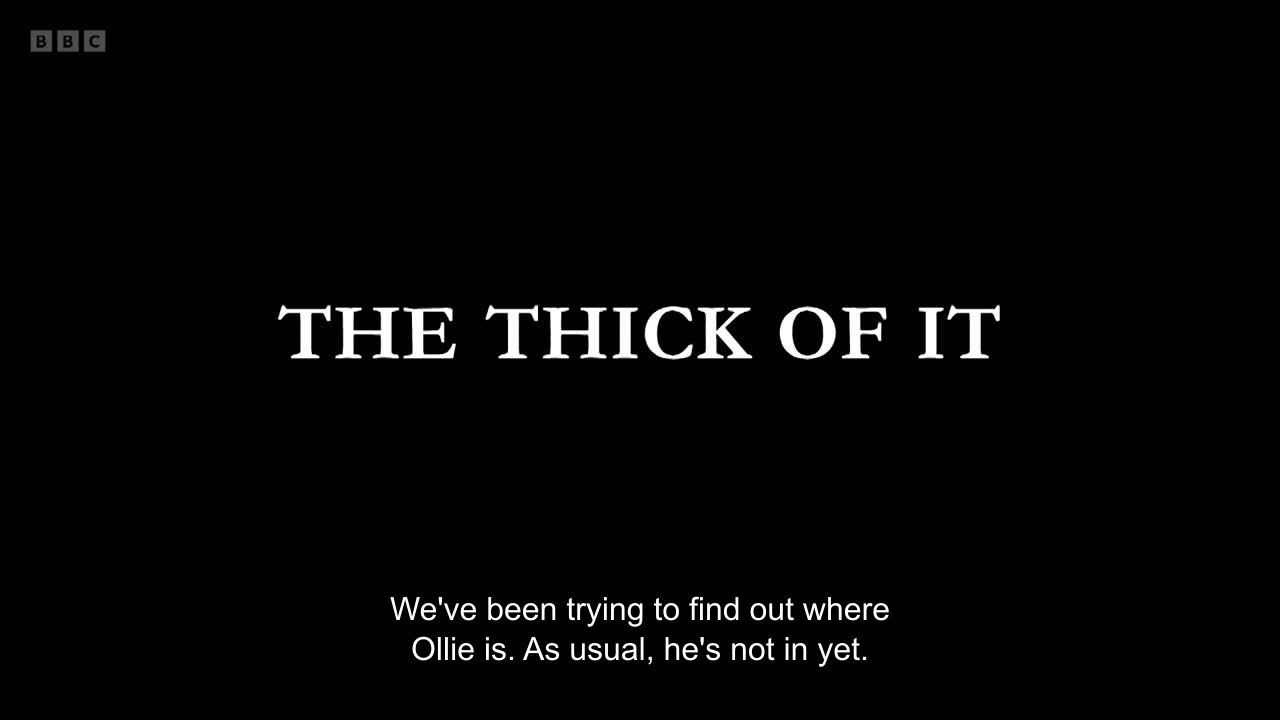 BBC
THE THICK OF IT
We've been trying to find out where
Ollie is. As usual, he's not in yet.